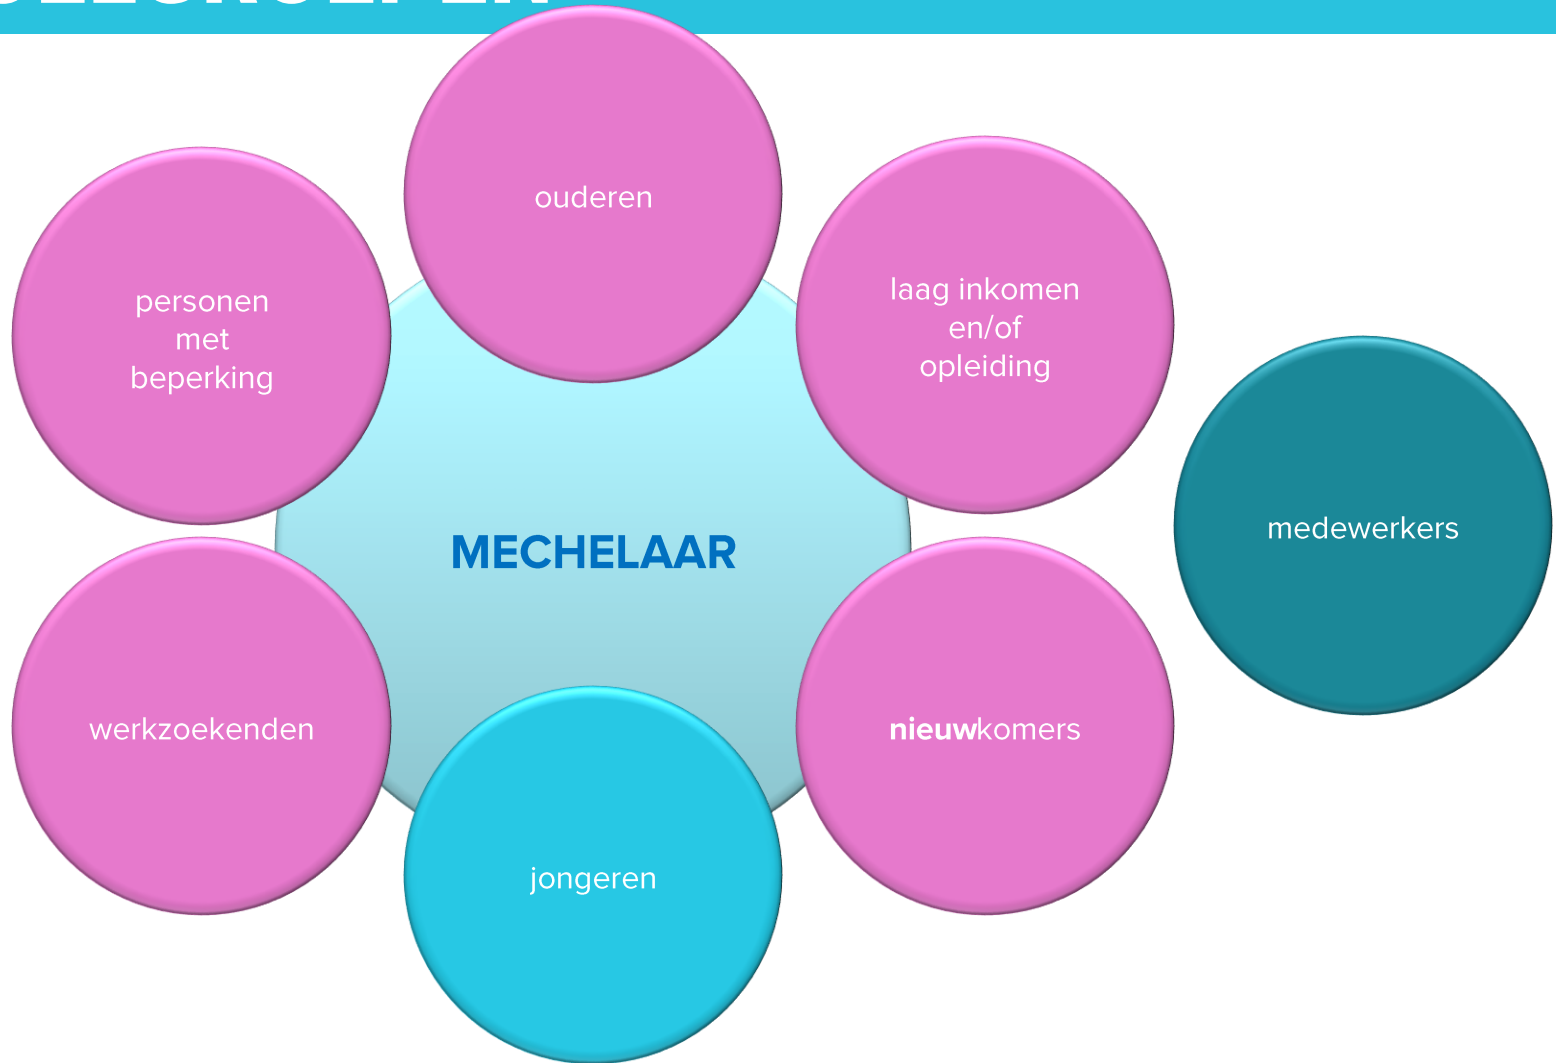 ouderen
personen
met
beperking
laag inkomen
en/of
opleiding
medewerkers
MECHELAAR
werkzoekenden
nieuwkomers
jongeren